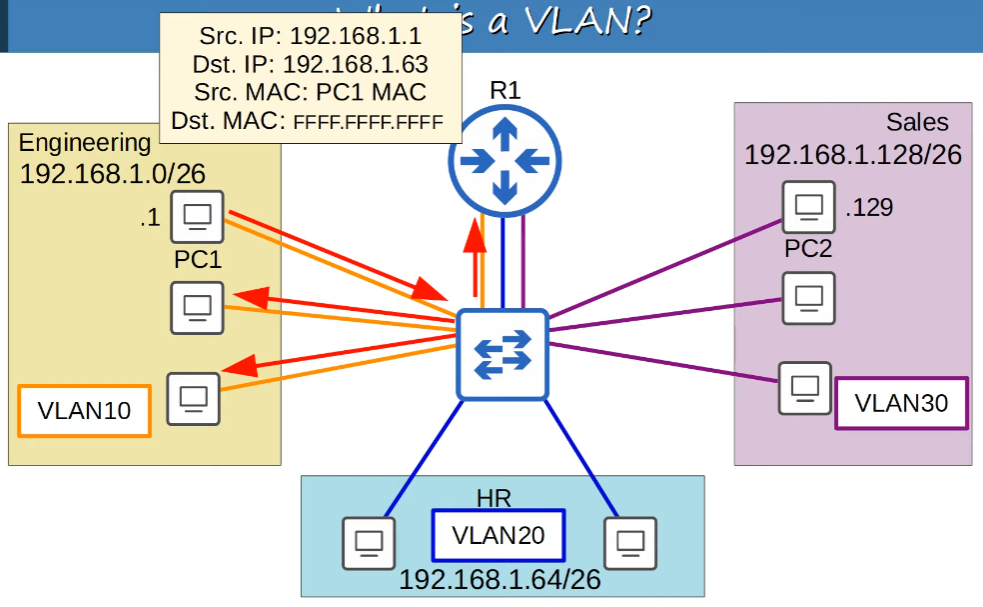 is a VLAN?
Src. IP: 192.168.1.1
Dst. IP: 192.168.1.63
Src. MAC: PC1 MAC
Dst. MAC: FFFF.FFFF.FFFF
R1
Engineering
192.168.1.0/26
.1
PC1
VLAN10
Sales
192.168.1.128/26
.129
PC2
VLAN30
HR
VLAN20
192.168.1.64/26